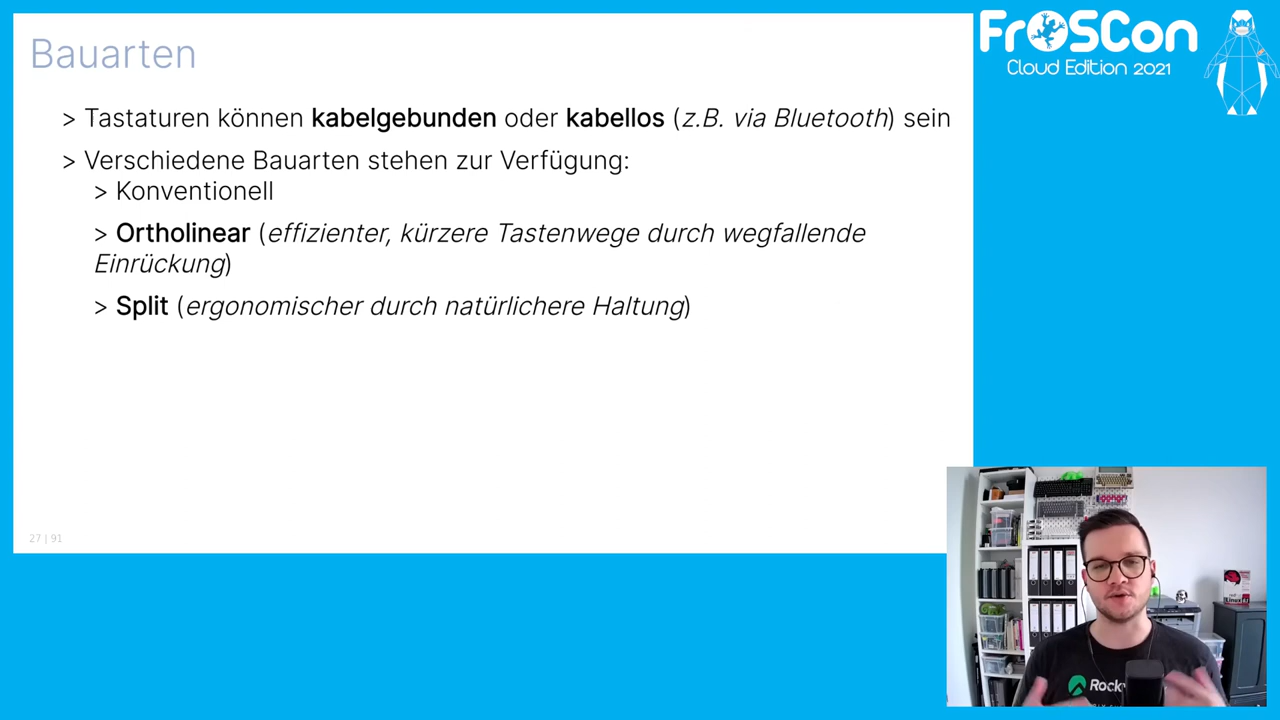 Bauarten
> Tastaturen können kabelgebunden oder kabellos (z.B. via Bluetooth) sein
> Verschiedene Bauarten stehen zur Verfügung:
> Konventionell
> Ortholinear (effizienter, kürzere Tastenwege durch wegfallende
Einrückung)
> Split (ergonomischer durch natürlichere Haltung)
27 | 91
FrOSCon
Cloud Edition 2021
Rocky